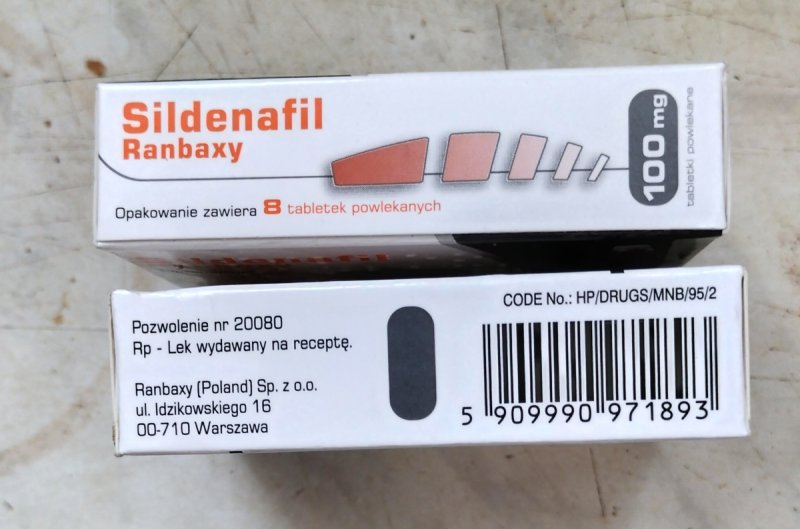 Sildenafil
Ranbaxy
Opakowanie zawiera 8 tabletek powlekanych
100 mg
tabletki powlekane
Sildenafil
Pozwolenie nr 20080
Rp - Lek wydawany na receptę.
Ranbaxy (Poland) Sp. z o.o.
ul. Idzikowskiego 16
00-710 Warszawa
CODE No.: HP/DRUGS/MNB/95/2
5 909990 971893